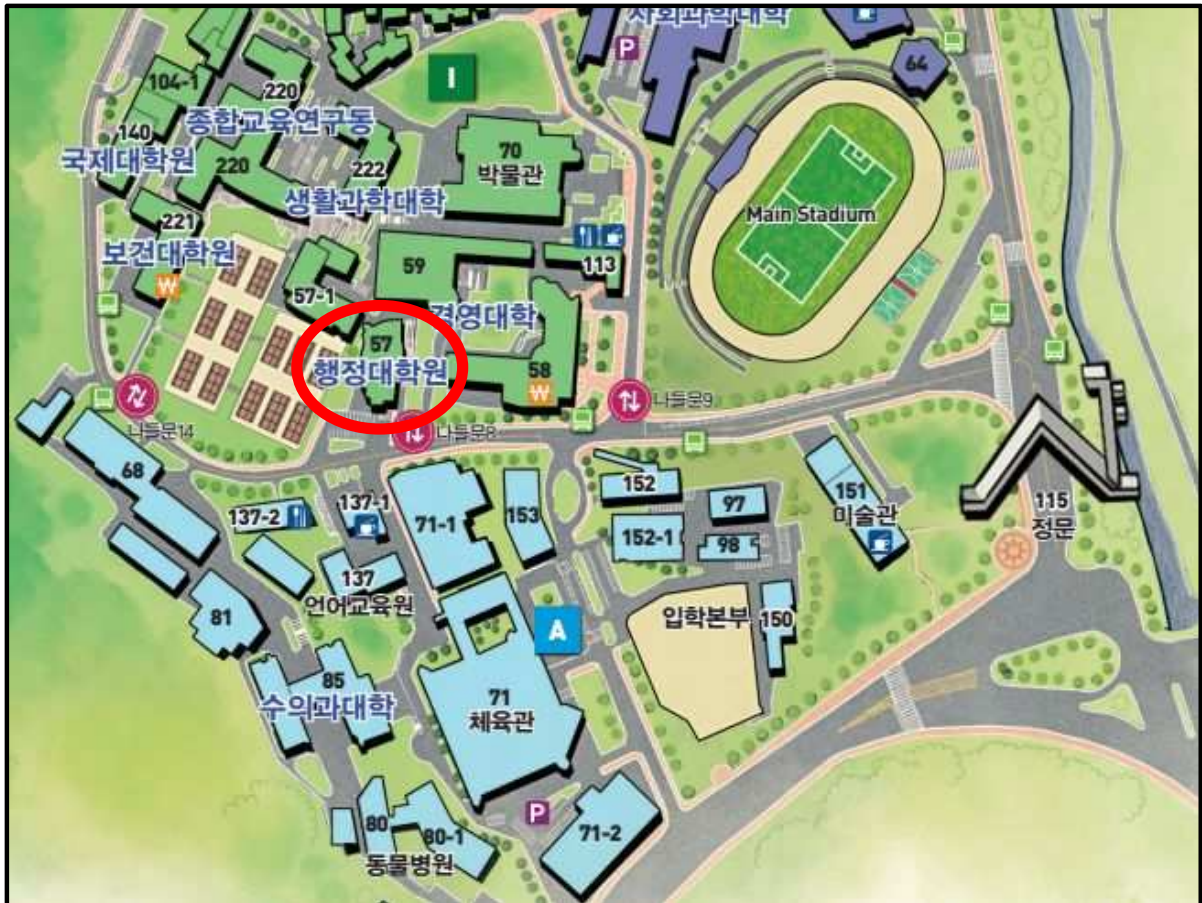 사회과학대학
P
64
I
104-1
220
종합교육연구동
140
국제대학원
220
222
생활과학대학
70
박물관
Main Stadium
221
보건대학원
₩
59
113
57-1
경영대학
57
행정대학원
58
₩
나들문14
나들문8
나들문9
68
137-2
137-1
71-1
153
152
97
151
미술관
115
정문
152-1
98
137
언어교육원
81
A
입학본부
150
85
수의과대학
71
체육관
P
80
80-1
동물병원
71-2